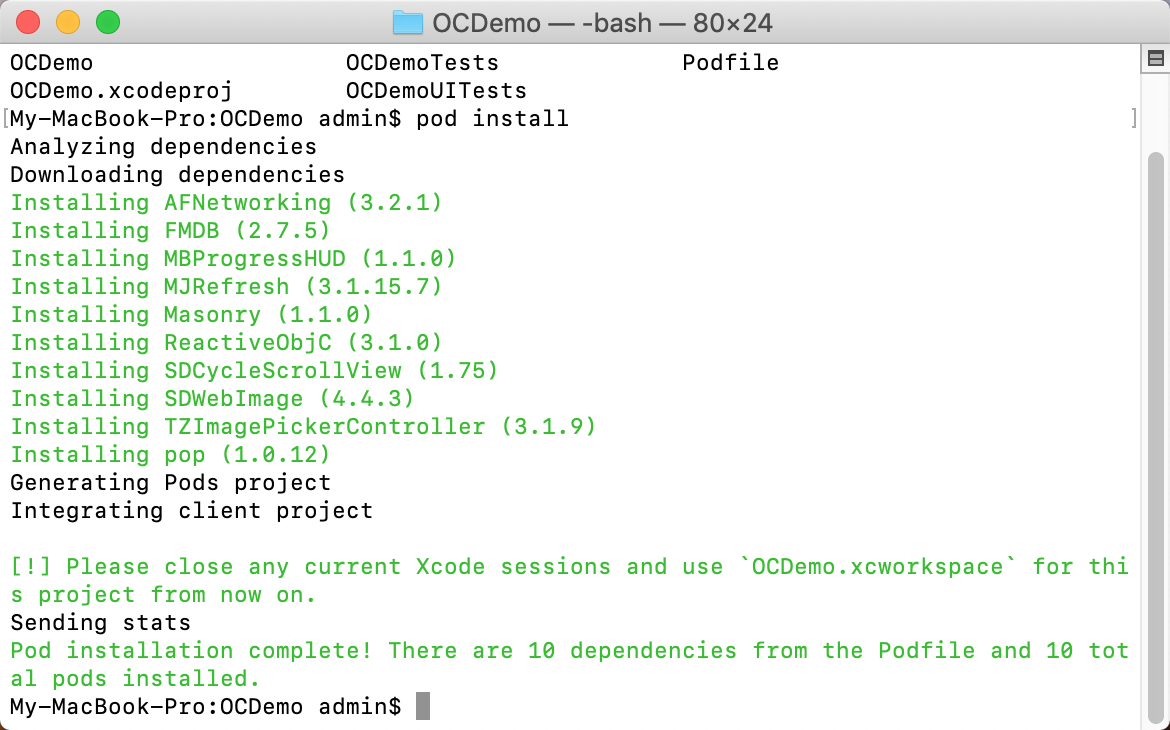 OCDemo — -bash — 80×24
OCDemo OCDemoTests Podfile
OCDemo.xcodeproj OCDemoUITests
[My-MacBook-Pro:OCDemo admin$ pod install ]
Analyzing dependencies
Downloading dependencies
Installing AFNetworking (3.2.1)
Installing FMDB (2.7.5)
Installing MBProgressHUD (1.1.0)
Installing MJRefresh (3.1.15.7)
Installing Masonry (1.1.0)
Installing ReactiveObjC (3.1.0)
Installing SDCycleScrollView (1.75)
Installing SDWebImage (4.4.3)
Installing TZImagePickerController (3.1.9)
Installing pop (1.0.12)
Generating Pods project
Integrating client project
[!] Please close any current Xcode sessions and use `OCDemo.xcworkspace` for thi
s project from now on.
Sending stats
Pod installation complete! There are 10 dependencies from the Podfile and 10 tot
al pods installed.
My-MacBook-Pro:OCDemo admin$